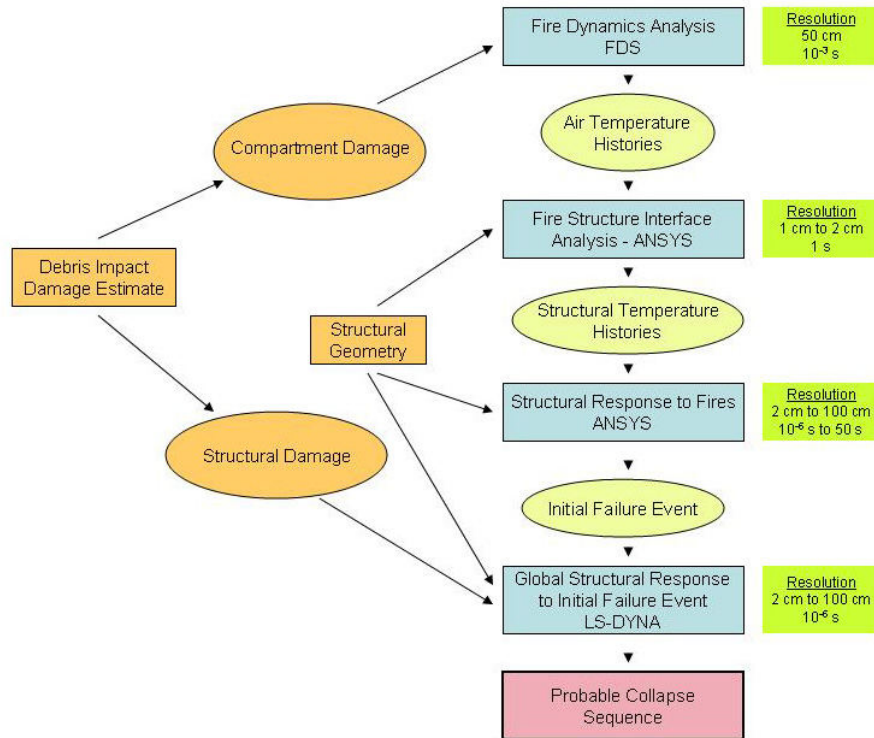 Fire Dynamics Analysis
FDS
Resolution
50 cm
10⁻³ s
Compartment Damage
Air Temperature
Histories
Fire Structure Interface
Analysis - ANSYS
Resolution
1 cm to 2 cm
1 s
Debris Impact
Damage Estimate
Structural
Geometry
Structural Temperature
Histories
Structural Response to Fires
ANSYS
Resolution
2 cm to 100 cm
10⁻⁶ s to 50 s
Structural Damage
Initial Failure Event
Global Structural Response
to Initial Failure Event
LS-DYNA
Resolution
2 cm to 100 cm
10⁻⁶ s
Probable Collapse
Sequence